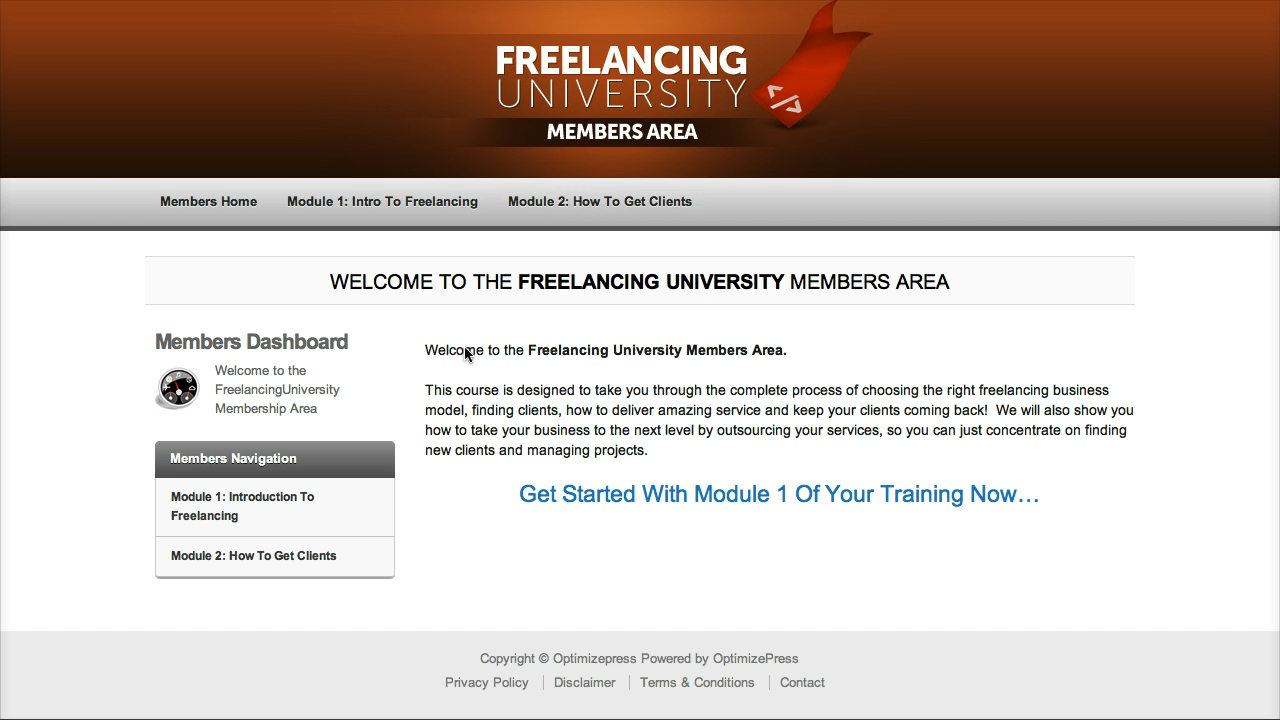 FREELANCING
UNIVERSITY
</>
MEMBERS AREA
Members Home
Module 1: Intro To Freelancing
Module 2: How To Get Clients
WELCOME TO THE FREELANCING UNIVERSITY MEMBERS AREA
Members Dashboard
Welcome to the
FreelancingUniversity
Membership Area
Members Navigation
Module 1: Introduction To
Freelancing
Module 2: How To Get Clients
Welcome to the Freelancing University Members Area.
This course is designed to take you through the complete process of choosing the right freelancing business
model, finding clients, how to deliver amazing service and keep your clients coming back!  We will also show you
how to take your business to the next level by outsourcing your services, so you can just concentrate on finding
new clients and managing projects.
Get Started With Module 1 Of Your Training Now…
Copyright © Optimizepress Powered by OptimizePress
Privacy Policy
Disclaimer
Terms & Conditions
Contact